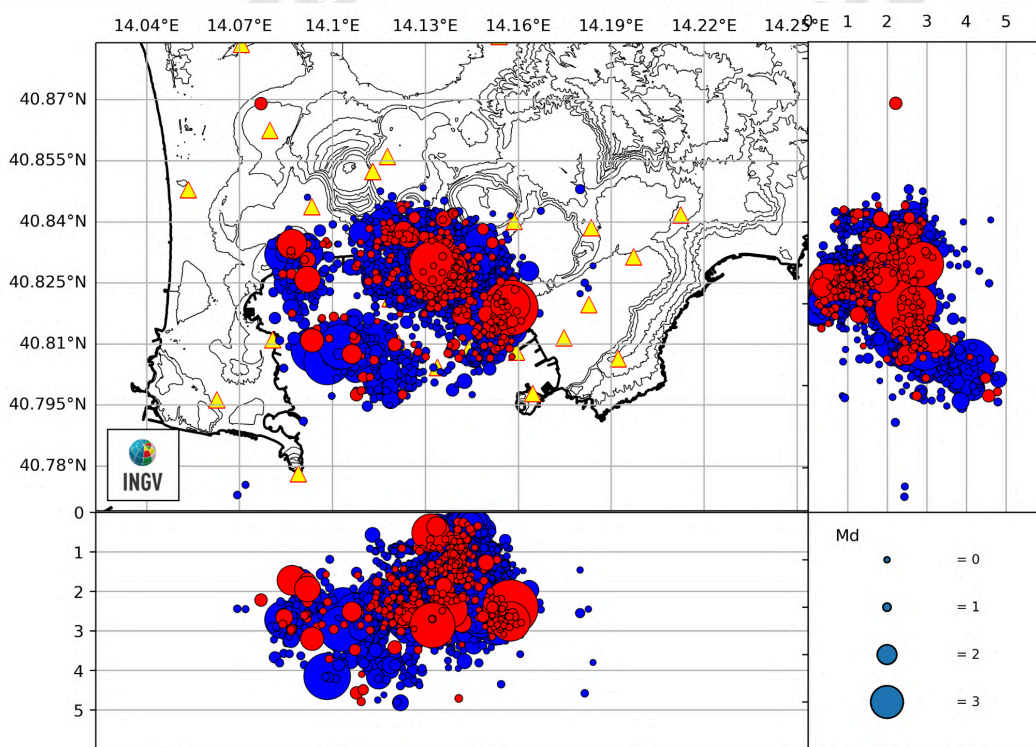 14.04°E 14.07°E 14.1°E 14.13°E 14.16°E 14.19°E 14.22°E 14.25°E 0 1 2 3 4 5
40.87°N
40.855°N
40.84°N
40.825°N
40.81°N
40.795°N
40.78°N
INGV
0
1
2
3
4
5
Md
= 0
= 1
= 2
= 3